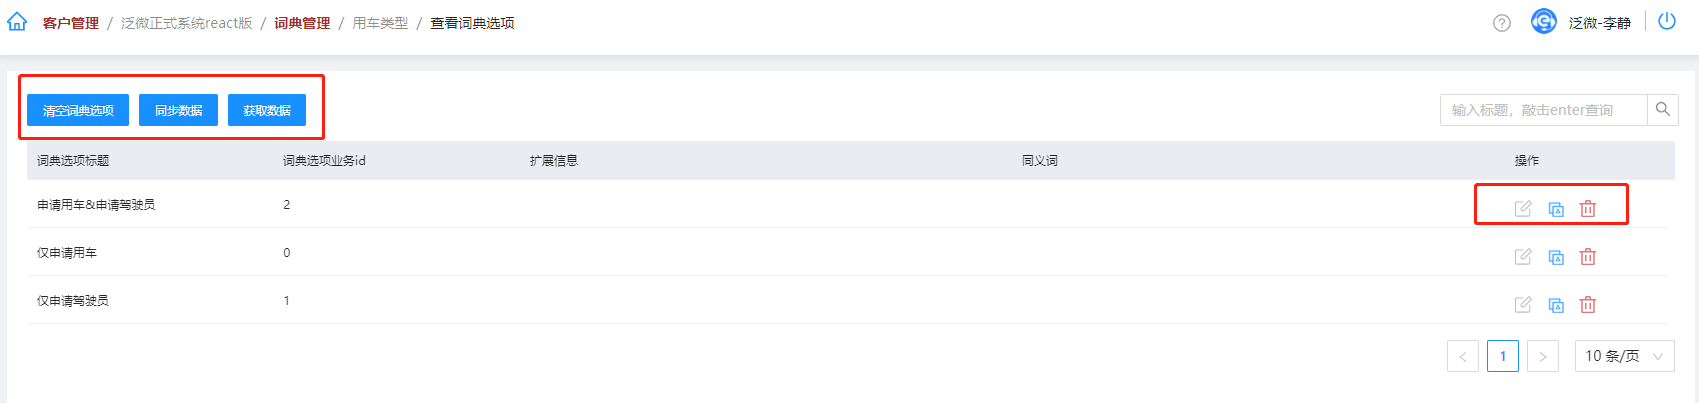 客户管理 / 泛微正式系统react版 / 词典管理 / 用车类型 / 查看词典选项
泛微-李静
清空词典选项 同步数据 获取数据
输入标题，敲击enter查询
词典选项标题 词典选项业务id 扩展信息 同义词 操作
申请用车&申请驾驶员 2
仅申请用车 0
仅申请驾驶员 1
< 1 > 10 条/页